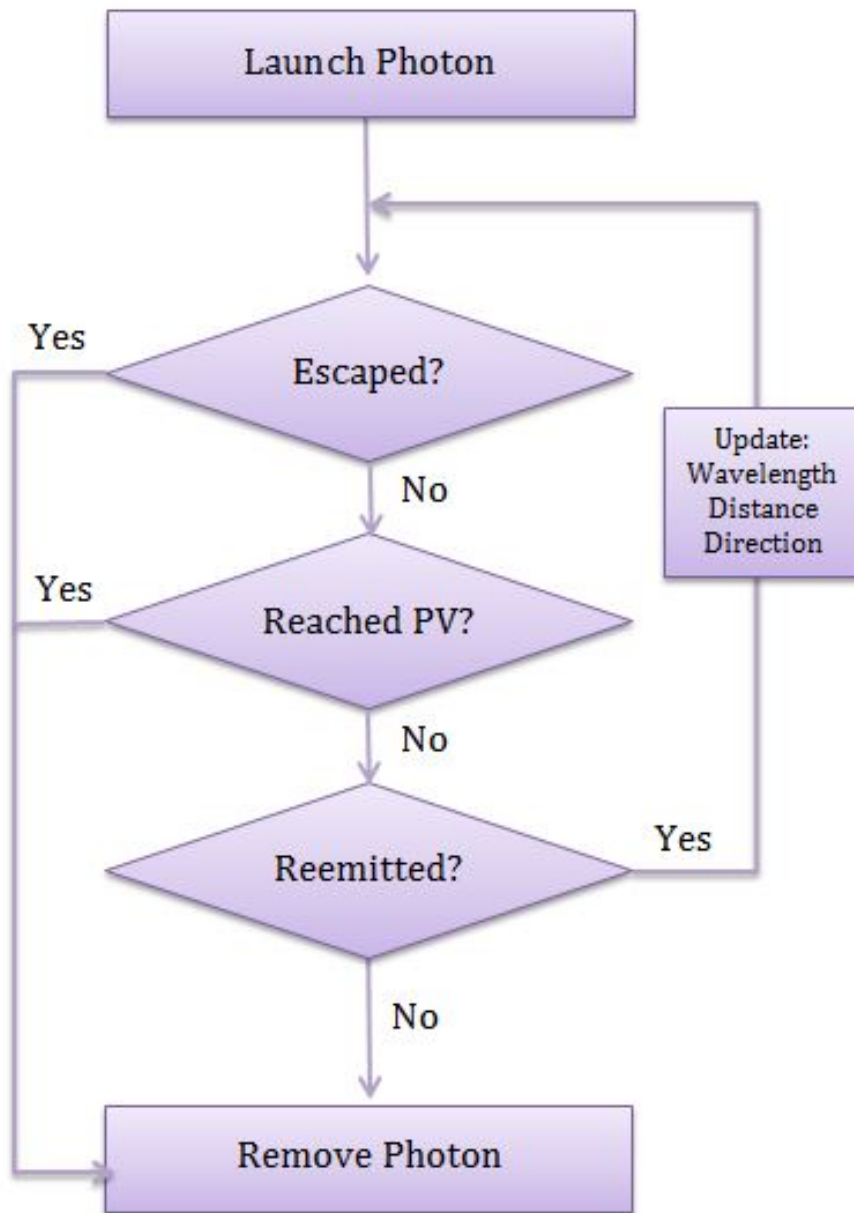 Launch Photon
Yes
Escaped?
Update:
Wavelength
Distance
Direction
No
Yes
Reached PV?
No
Reemitted?
Yes
No
Remove Photon